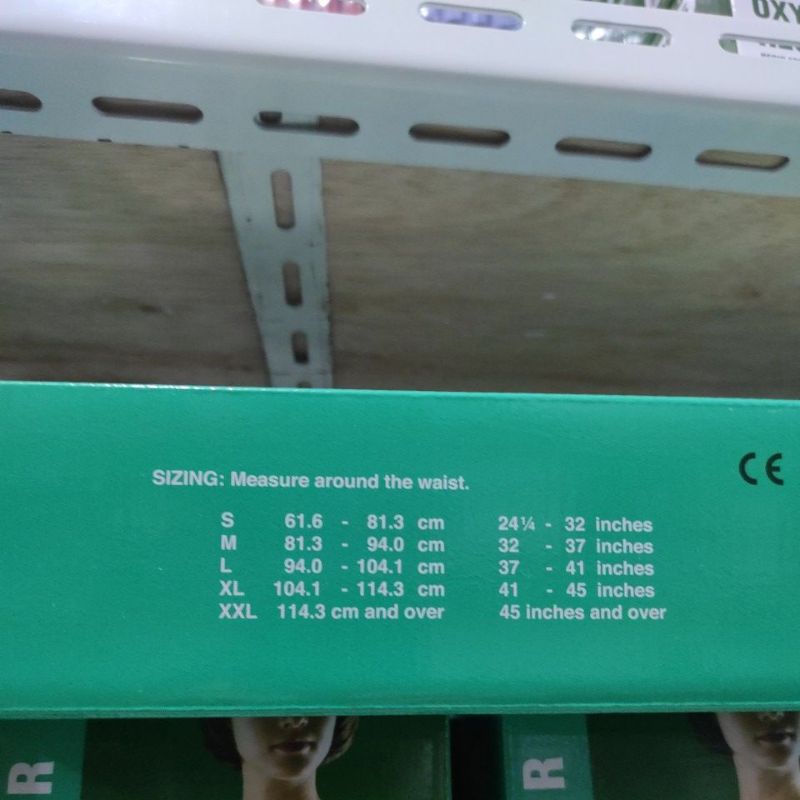 OXY
SIZING: Measure around the waist.
CE
S 61.6 - 81.3 cm 24¼ - 32 inches
M 81.3 - 94.0 cm 32 - 37 inches
L 94.0 - 104.1 cm 37 - 41 inches
XL 104.1 - 114.3 cm 41 - 45 inches
XXL 114.3 cm and over 45 inches and over
R
R